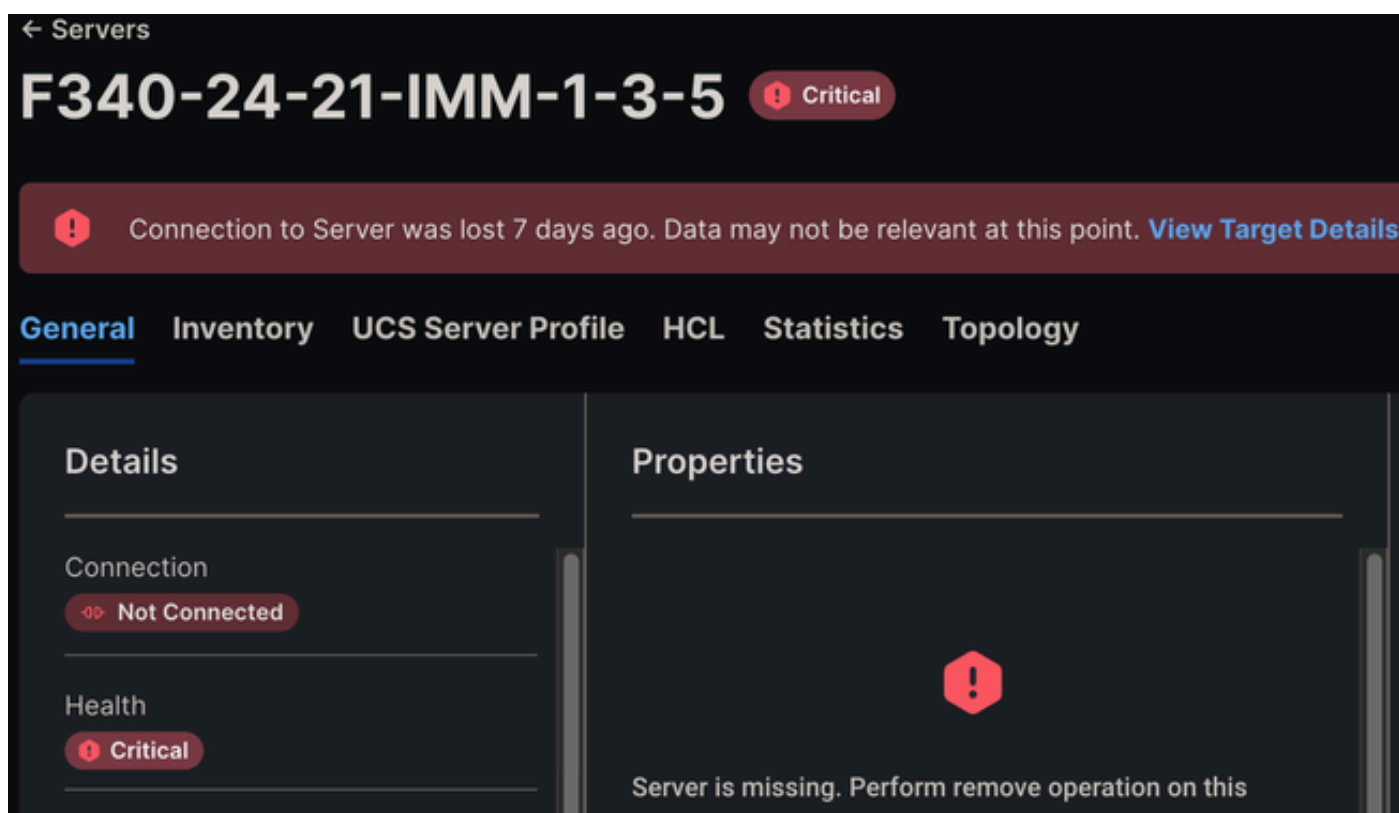 ← Servers
F340-24-21-IMM-1-3-5 Critical
Connection to Server was lost 7 days ago. Data may not be relevant at this point. View Target Details
General Inventory UCS Server Profile HCL Statistics Topology
Details
Connection
Not Connected
Health
Critical
Properties
Server is missing. Perform remove operation on this